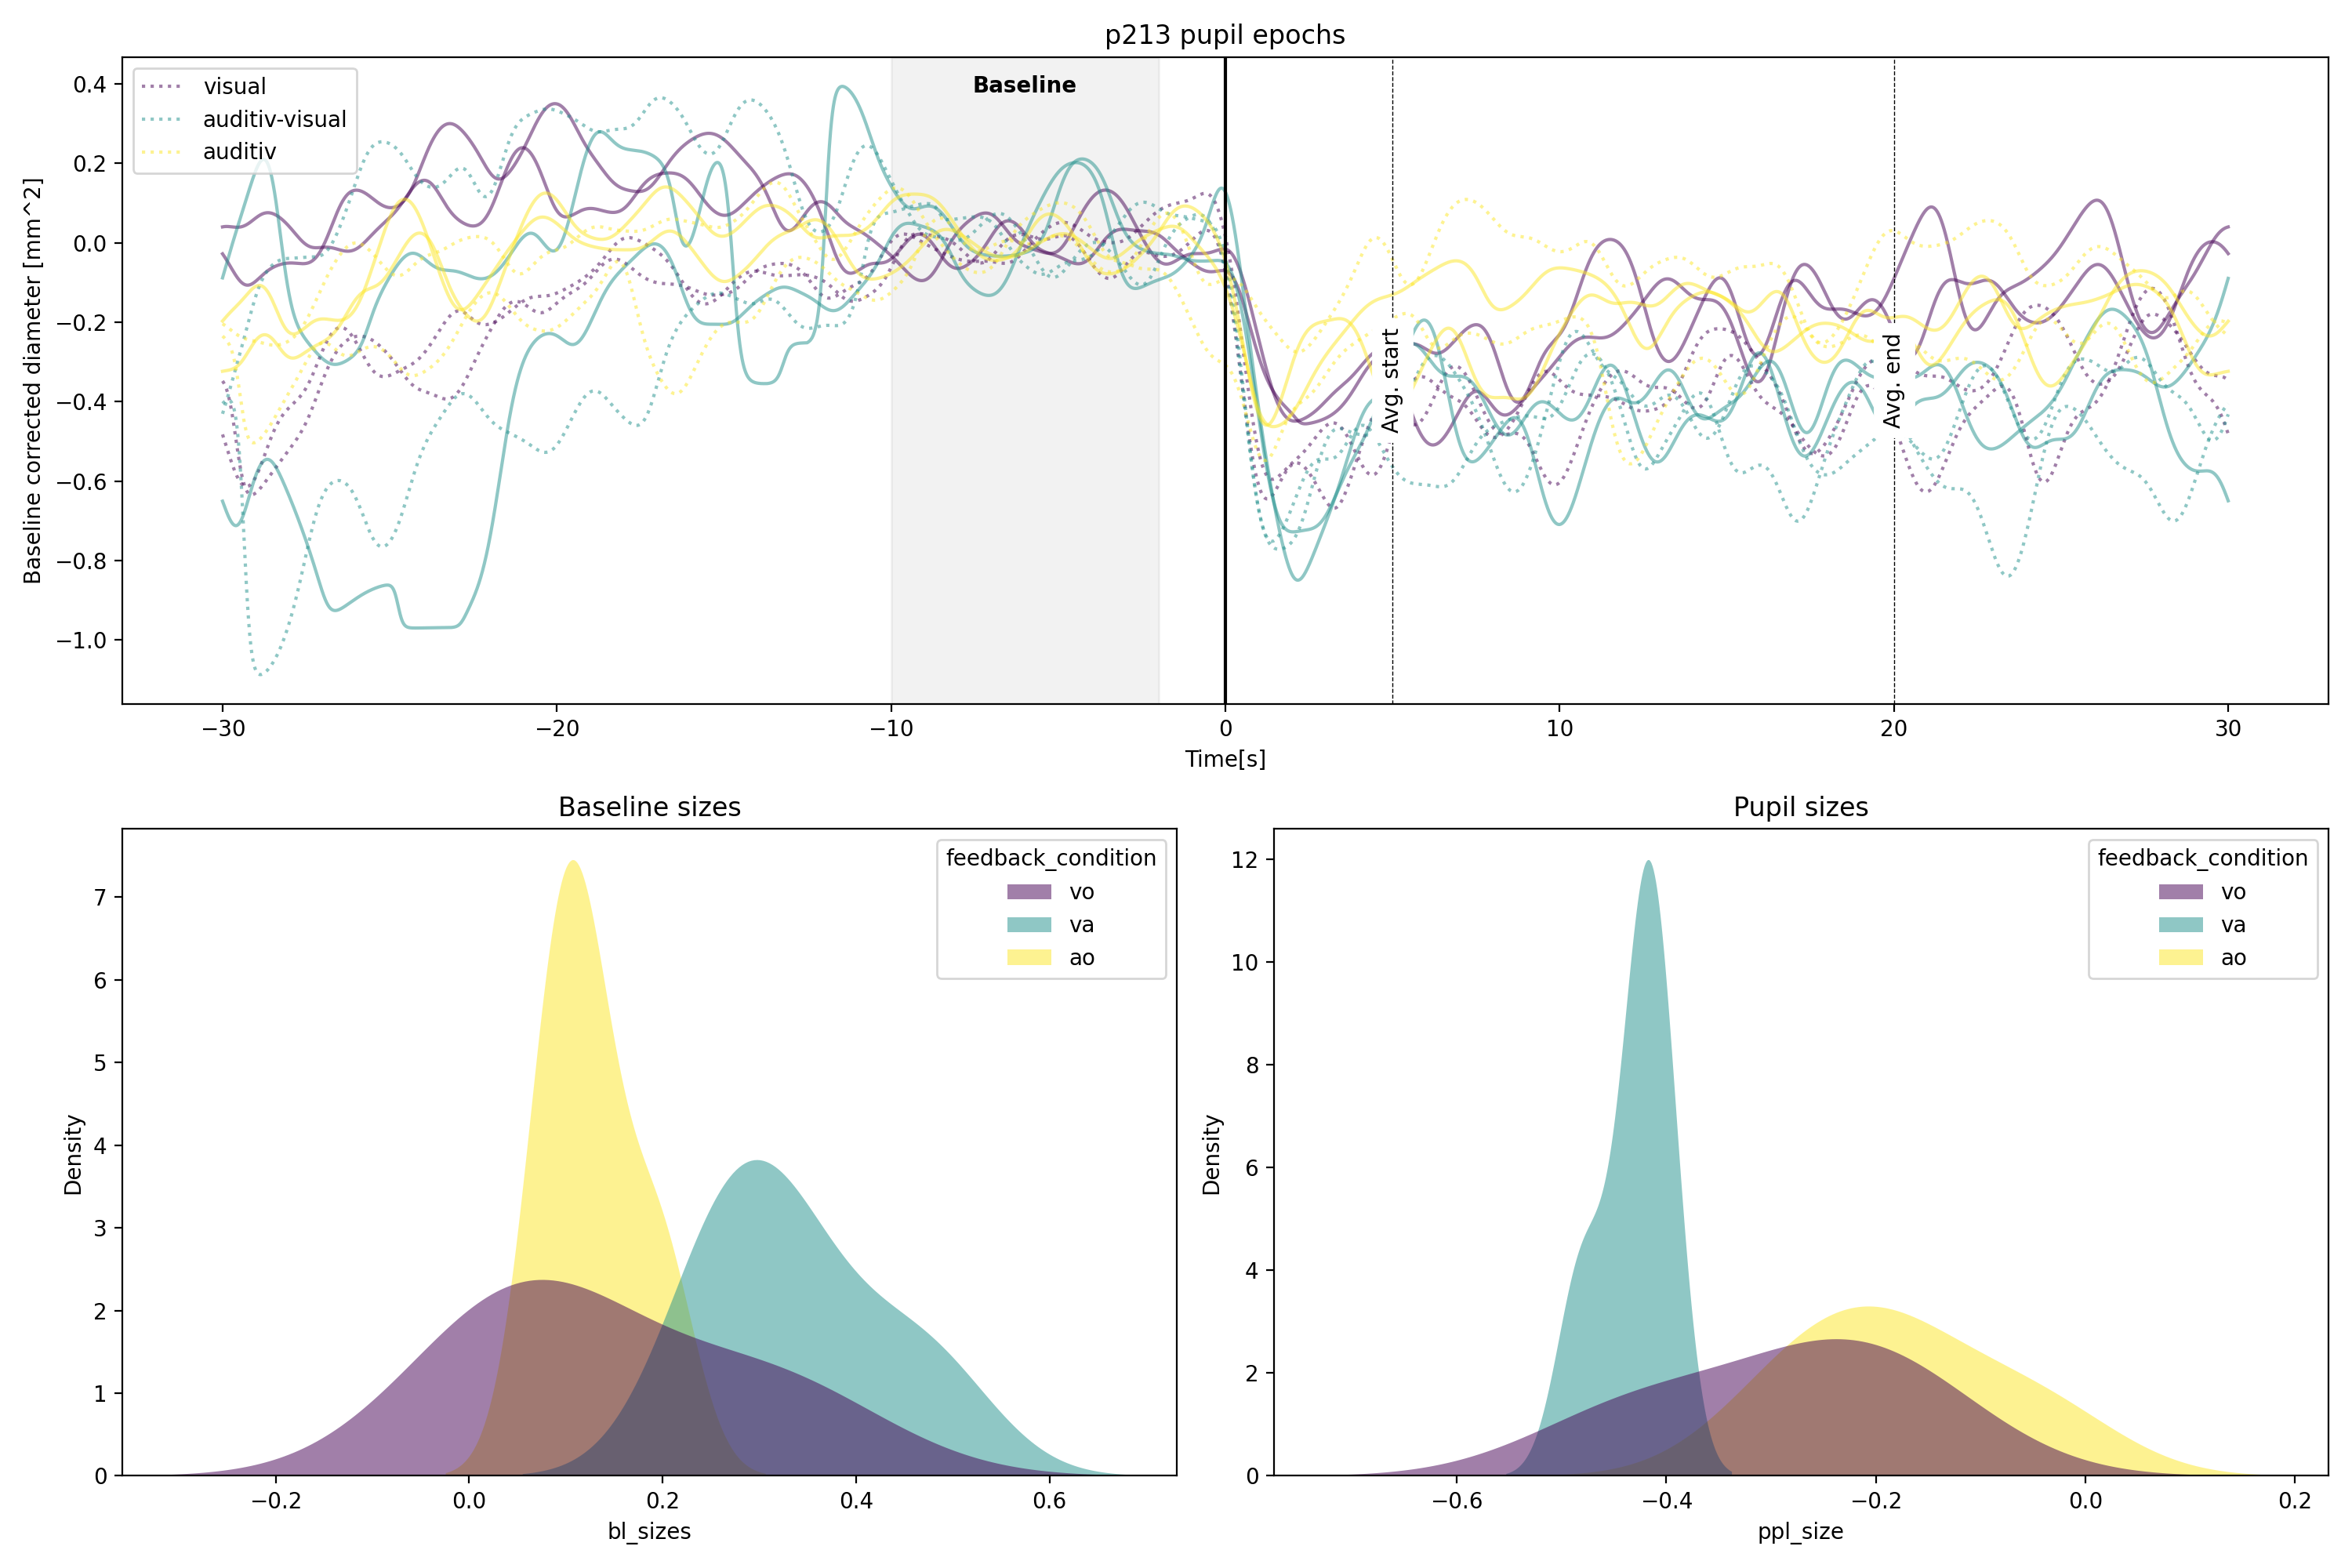 p213 pupil epochs
visual
auditiv-visual
auditiv
Baseline
Avg. start
Avg. end
Baseline corrected diameter [mm^2]
0.4
0.2
0.0
−0.2
−0.4
−0.6
−0.8
−1.0
−30
−20
−10
0
10
20
30
Time[s]
Baseline sizes
feedback_condition
vo
va
ao
Density
7
6
5
4
3
2
1
0
−0.2
0.0
0.2
0.4
0.6
bl_sizes
Pupil sizes
feedback_condition
vo
va
ao
Density
12
10
8
6
4
2
0
−0.6
−0.4
−0.2
0.0
0.2
ppl_size